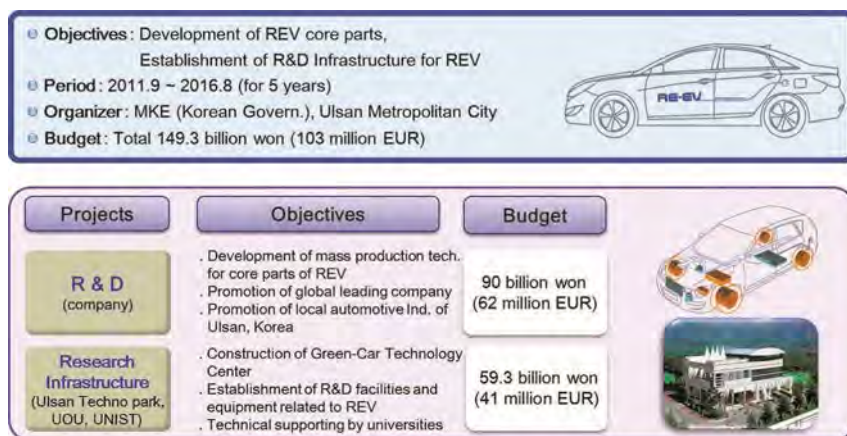 Objectives : Development of REV core parts,
Establishment of R&D Infrastructure for REV
Period : 2011.9 ~ 2016.8 (for 5 years)
Organizer : MKE (Korean Govern.), Ulsan Metropolitan City
Budget : Total 149.3 billion won (103 million EUR)
RE-EV
Projects
Objectives
Budget
R & D
(company)
. Development of mass production tech.
for core parts of REV
. Promotion of global leading company
. Promotion of local automotive Ind. of
Ulsan, Korea
90 billion won
(62 million EUR)
Research
Infrastructure
(Ulsan Techno park,
UOU, UNIST)
. Construction of Green-Car Technology
Center
. Establishment of R&D facilities and
equipment related to REV
. Technical supporting by universities
59.3 billion won
(41 million EUR)